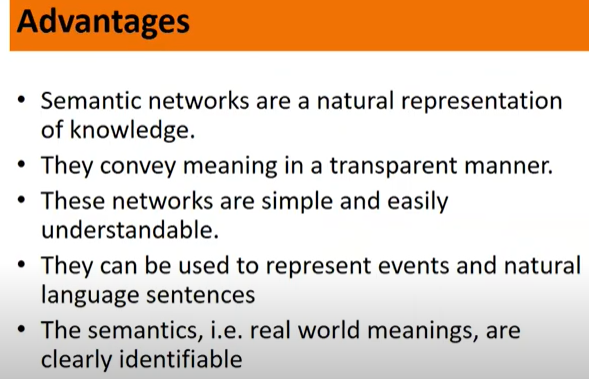 Advantages
• Semantic networks are a natural representation
of knowledge.
• They convey meaning in a transparent manner.
• These networks are simple and easily
understandable.
• They can be used to represent events and natural
language sentences
• The semantics, i.e. real world meanings, are
clearly identifiable